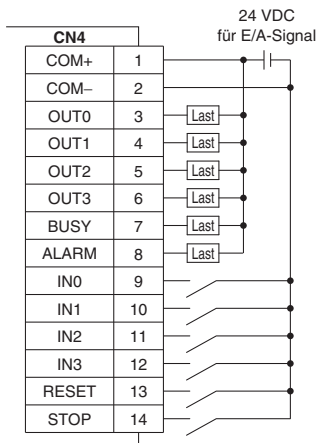 24 VDC
für E/A-Signal
CN4
COM+ 1
COM– 2
OUT0 3 Last
OUT1 4 Last
OUT2 5 Last
OUT3 6 Last
BUSY 7 Last
ALARM 8 Last
IN0 9
IN1 10
IN2 11
IN3 12
RESET 13
STOP 14